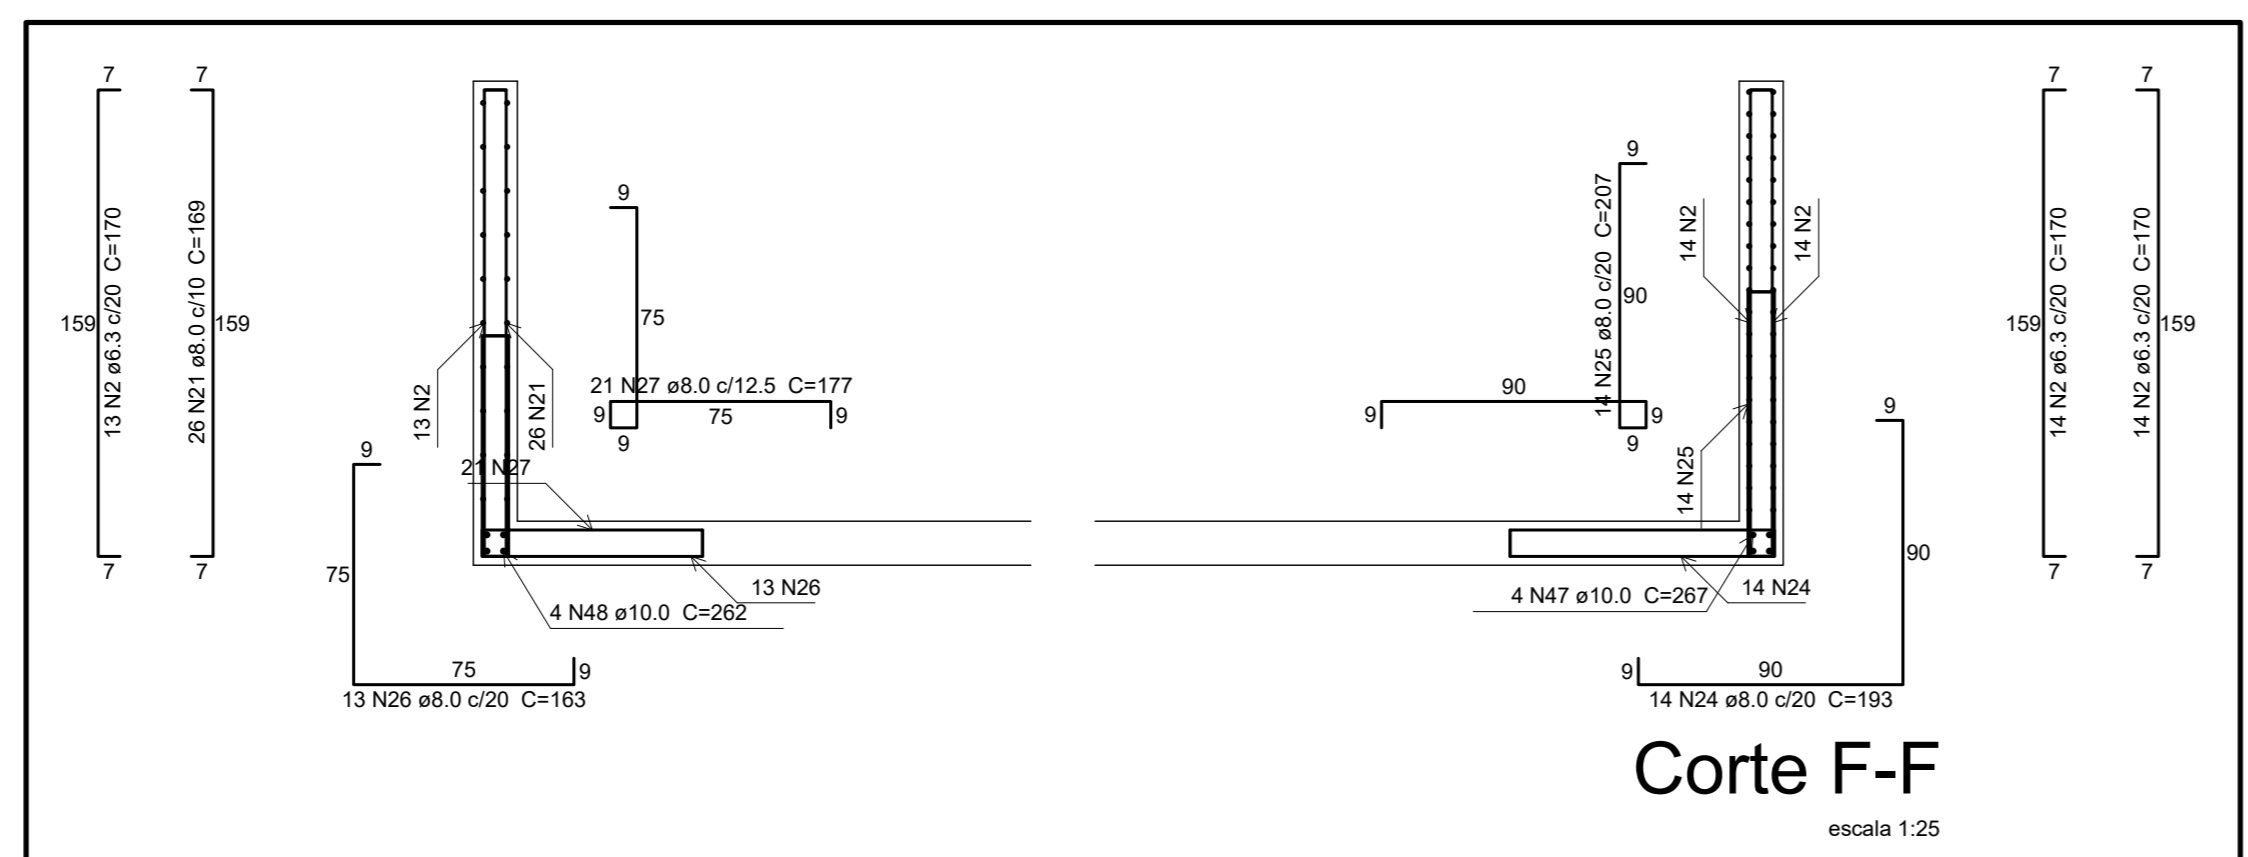 7
159
13 N2 ø6.3 c/20 C=170
7
7
26 N21 ø8.0 c/10 C=169
159
7
13 N2
26 N21
9
75
21 N27 ø8.0 c/12.5 C=177
9
75
9
9
21 N27
13 N26
4 N48 ø10.0 C=262
9
75
75
9
13 N26 ø8.0 c/20 C=163
9
14 N25 ø8.0 c/20 C=207
90
90
9
9
9
14 N2
14 N2
14 N25
14 N24
4 N47 ø10.0 C=267
9
90
9
90
14 N24 ø8.0 c/20 C=193
7
159
14 N2 ø6.3 c/20 C=170
7
7
14 N2 ø6.3 c/20 C=170
159
7
Corte F-F
escala 1:25